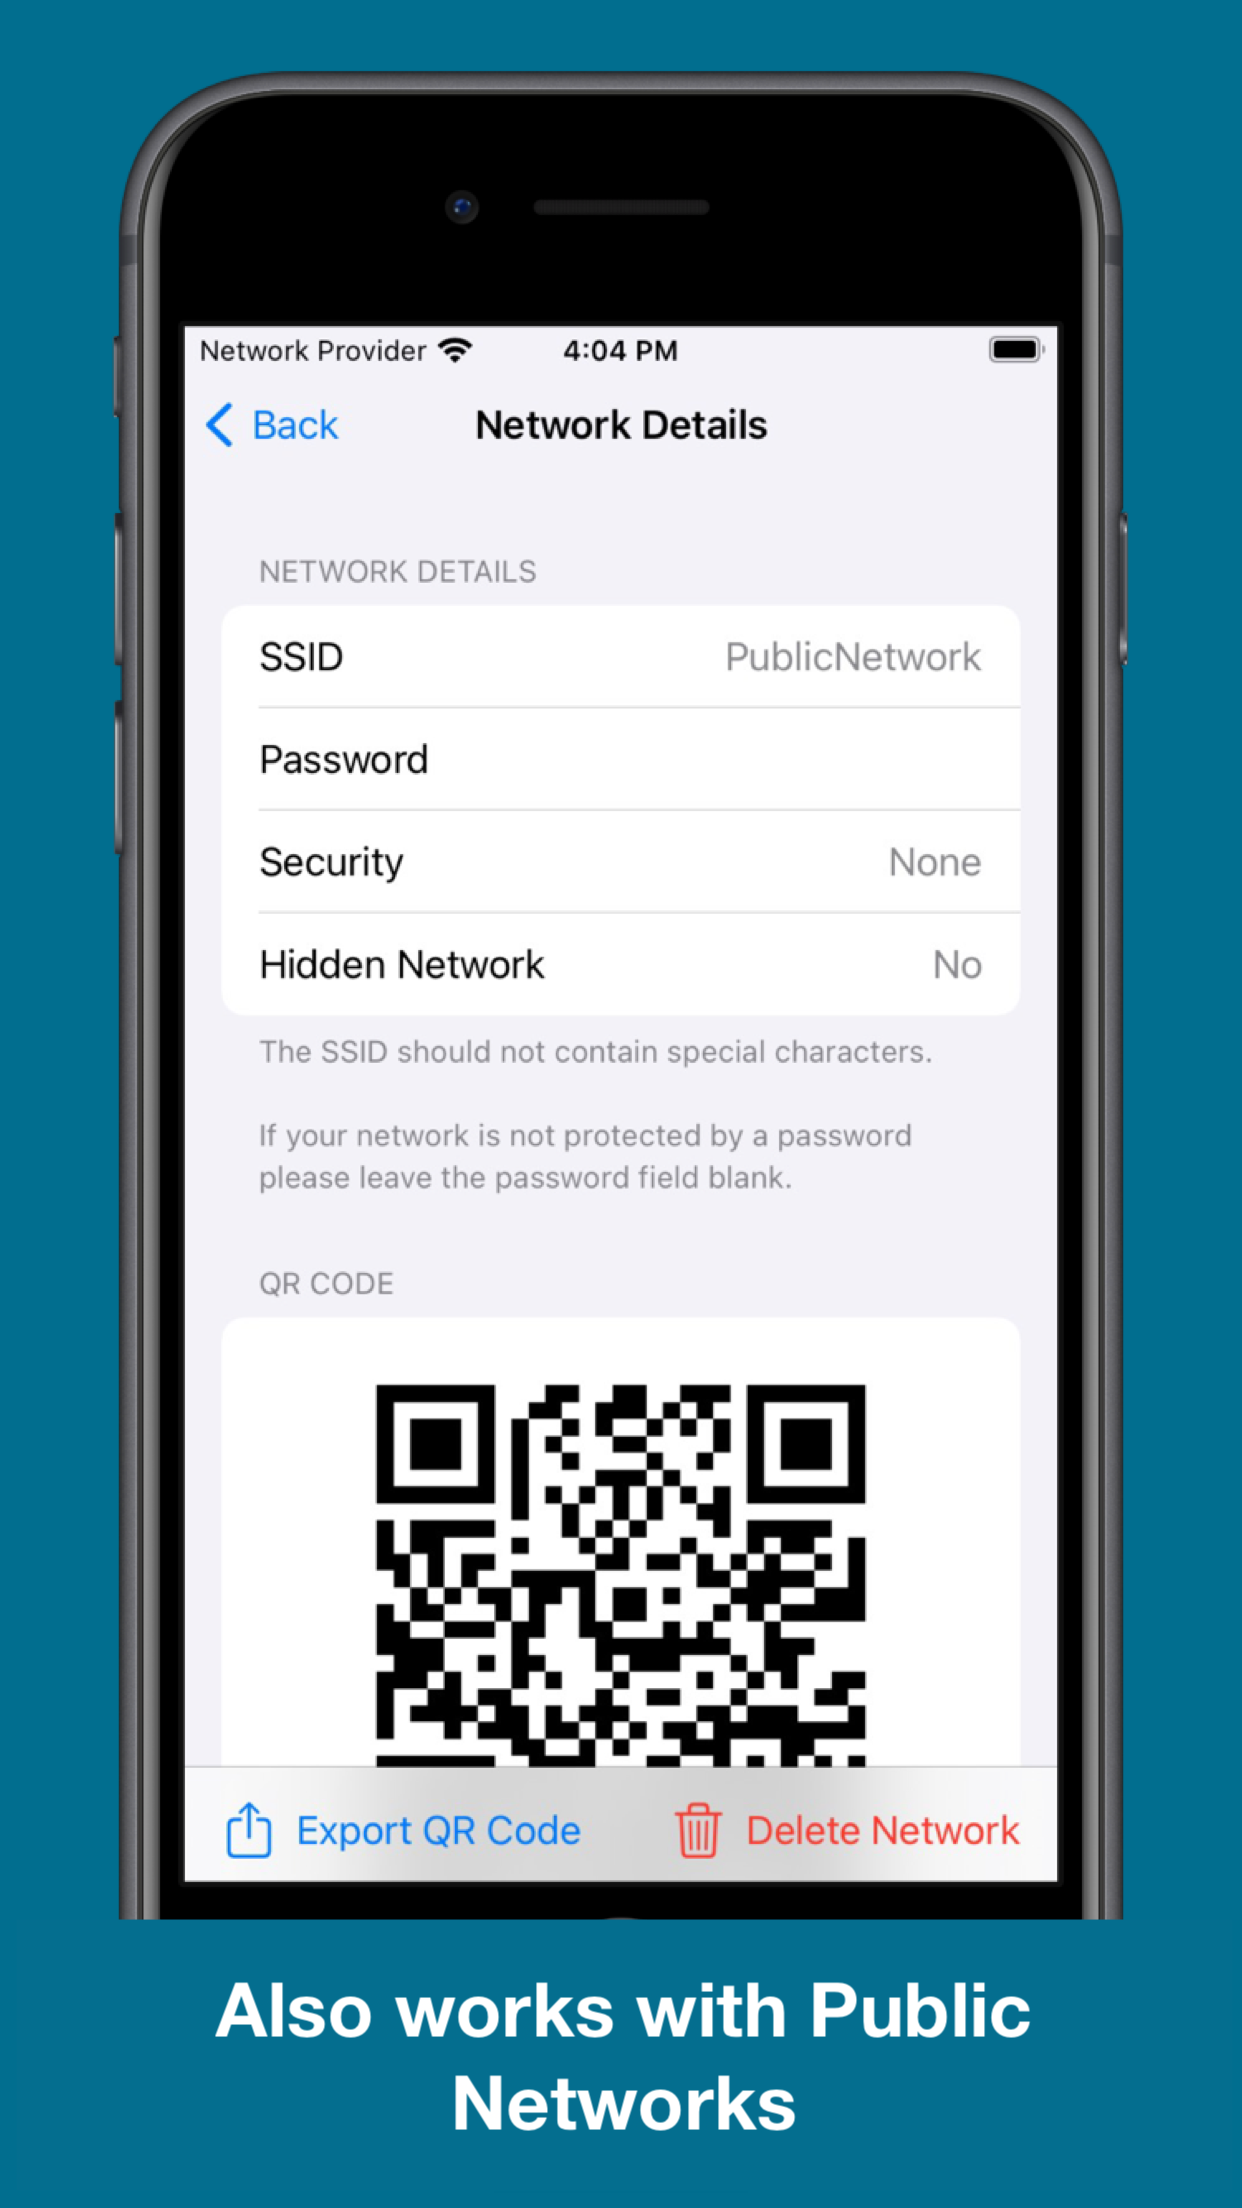 Network Provider 4:04 PM
Back Network Details
NETWORK DETAILS
SSID PublicNetwork
Password
Security None
Hidden Network No
The SSID should not contain special characters.
If your network is not protected by a password
please leave the password field blank.
QR CODE
Export QR Code Delete Network
Also works with Public
Networks